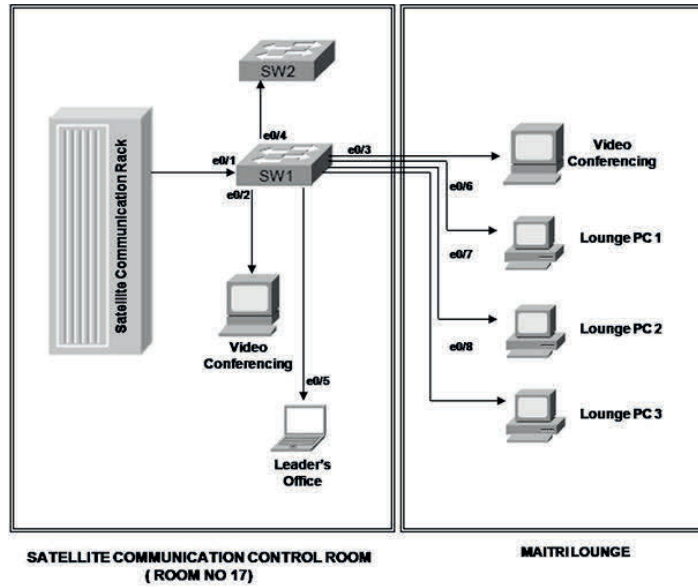 SW2
e0/4
e0/3
e0/1
SW1
e0/2
Satellite Communication Rack
Video
Conferencing
e0/5
Leader's
Office
Video
Conferencing
e0/6
Lounge PC 1
e0/7
Lounge PC 2
e0/8
Lounge PC 3
SATELLITE COMMUNICATION CONTROL ROOM
( ROOM NO 17)
MAITRI LOUNGE